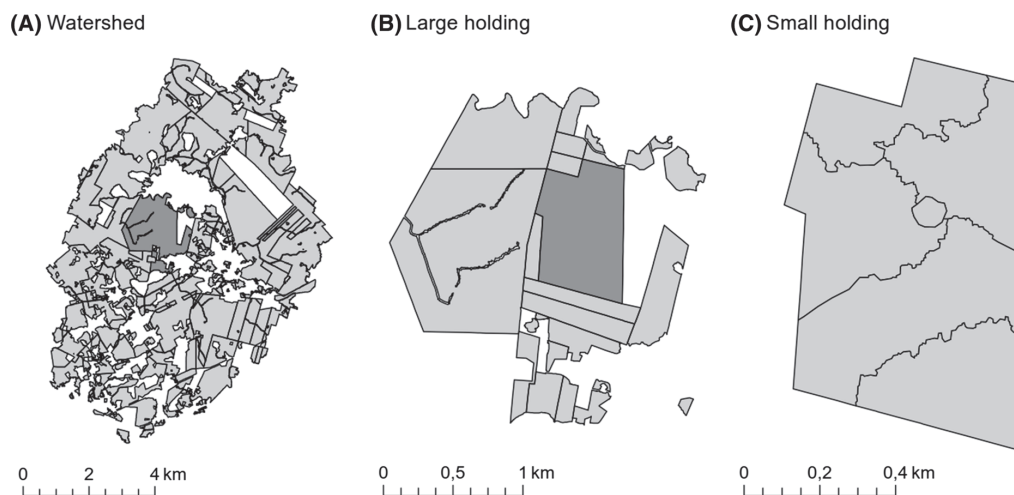 (A) Watershed
(B) Large holding
(C) Small holding
0 2 4 km
0 0,5 1 km
0 0,2 0,4 km